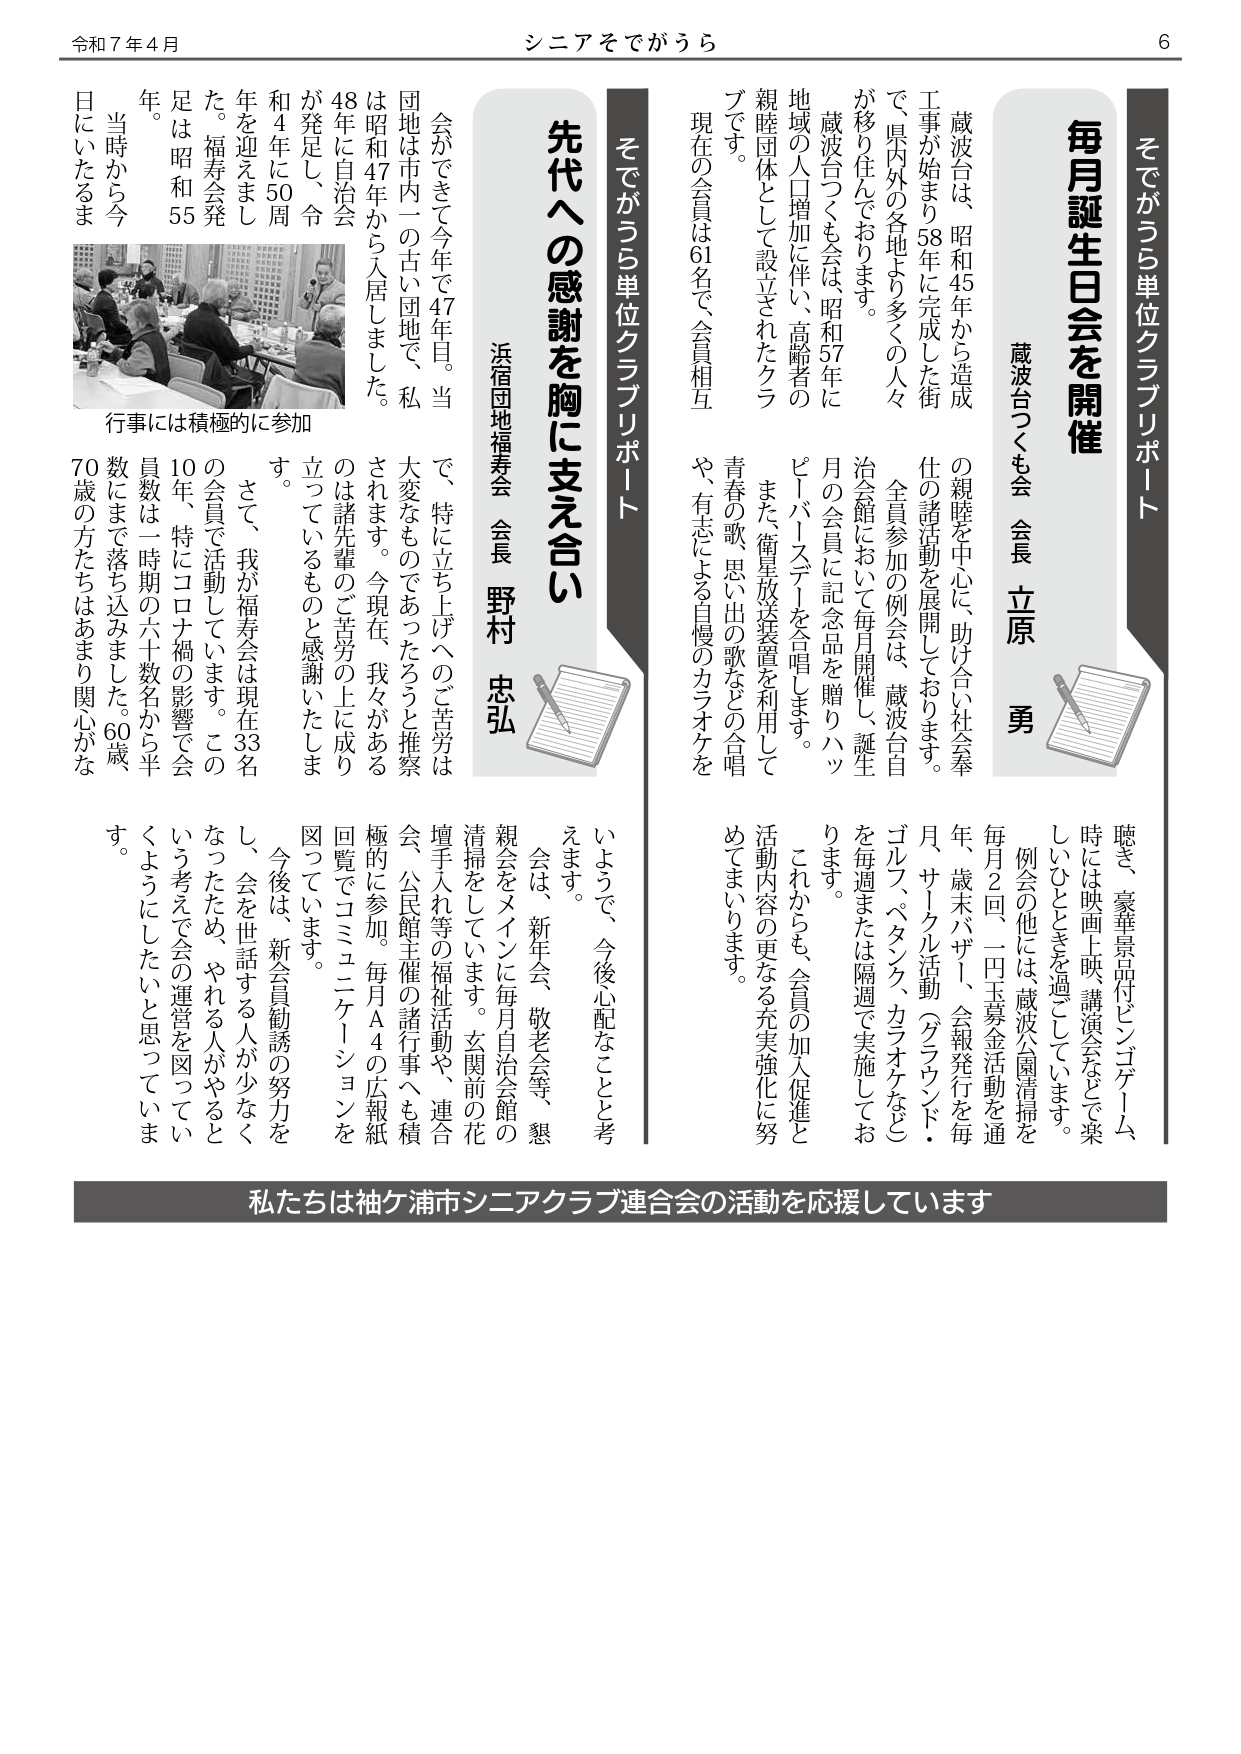 令和７年４月
シニアそでがうら
6
そでがうら単位クラブリポート
毎月誕生日会を開催
蔵波台つくも会　会長　立原　勇
蔵波台は、昭和45年から造成
工事が始まり58年に完成した街
で、県内外の各地より多くの人々
が移り住んでおります。
蔵波台つくも会は、昭和57年に
地域の人口増加に伴い、高齢者の
親睦団体として設立されたクラ
ブです。
現在の会員は61名で、会員相互
の親睦を中心に、助け合い社会奉
仕の諸活動を展開しております。
全員参加の例会は、蔵波台自
治会館において毎月開催し、誕生
月の会員に記念品を贈りハッ
ピーバースデーを合唱します。
また、衛星放送装置を利用して
青春の歌、思い出の歌などの合唱
や、有志による自慢のカラオケを
聴き、豪華景品付ビンゴゲーム、
時には映画上映、講演会などで楽
しいひとときを過ごしています。
例会の他には、蔵波公園清掃を
毎月２回、一円玉募金活動を通
年、歳末バザー、会報発行を毎
月、サークル活動（グラウンド・
ゴルフ、ペタンク、カラオケなど）
を毎週または隔週で実施してお
ります。
これからも、会員の加入促進と
活動内容の更なる充実強化に努
めてまいります。
そでがうら単位クラブリポート
先代への感謝を胸に支え合い
浜宿団地福寿会　会長　野村　忠弘
会ができて今年で47年目。当
団地は市内一の古い団地で、私
は昭和47年から入居しました。
48年に自治会
が発足し、令
和４年に50周
年を迎えまし
た。福寿会発
足は昭和55
年。
当時から今
日にいたるま
行事には積極的に参加
で、特に立ち上げへのご苦労は
大変なものであったろうと推察
されます。今現在、我々がある
のは諸先輩のご苦労の上に成り
立っているものと感謝いたしま
す。
さて、我が福寿会は現在33名
の会員で活動しています。この
10年、特にコロナ禍の影響で会
員数は一時期の六十数名から半
数にまで落ち込みました。60歳、
70歳の方たちはあまり関心がな
いようで、今後心配なことと考
えます。
会は、新年会、敬老会等、懇
親会をメインに毎月自治会館の
清掃をしています。玄関前の花
壇手入れ等の福祉活動や、連合
会、公民館主催の諸行事へも積
極的に参加。毎月Ａ４の広報紙
回覧でコミュニケーションを
図っています。
今後は、新会員勧誘の努力を
し、会を世話する人が少なく
なったため、やれる人がやると
いう考えで会の運営を図ってい
くようにしたいと思っていま
す。
私たちは袖ケ浦市シニアクラブ連合会の活動を応援しています